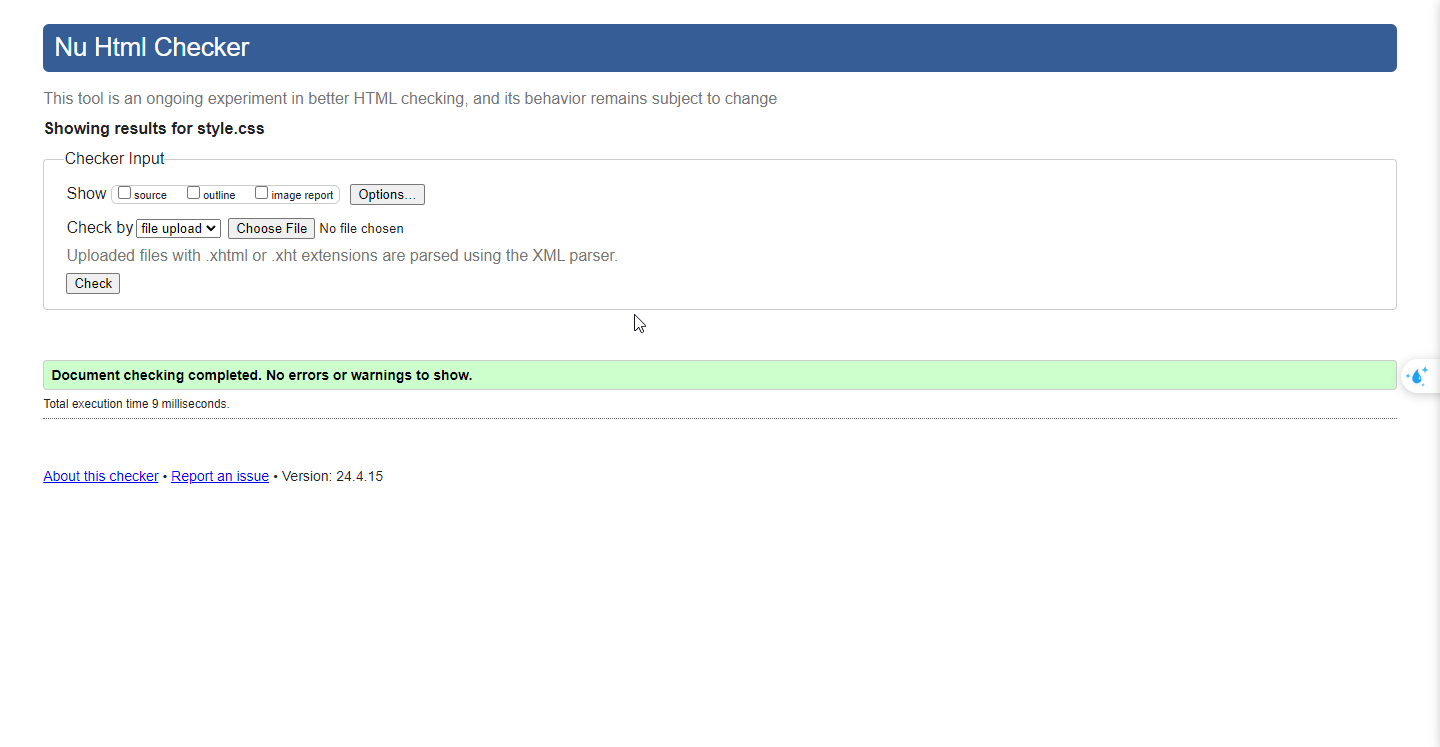 Nu Html Checker
This tool is an ongoing experiment in better HTML checking, and its behavior remains subject to change
Showing results for style.css
Checker Input
Show source outline image report Options...
Check by file upload Choose File No file chosen
Uploaded files with .xhtml or .xht extensions are parsed using the XML parser.
Check
Document checking completed. No errors or warnings to show.
Total execution time 9 milliseconds.
About this checker • Report an issue • Version: 24.4.15